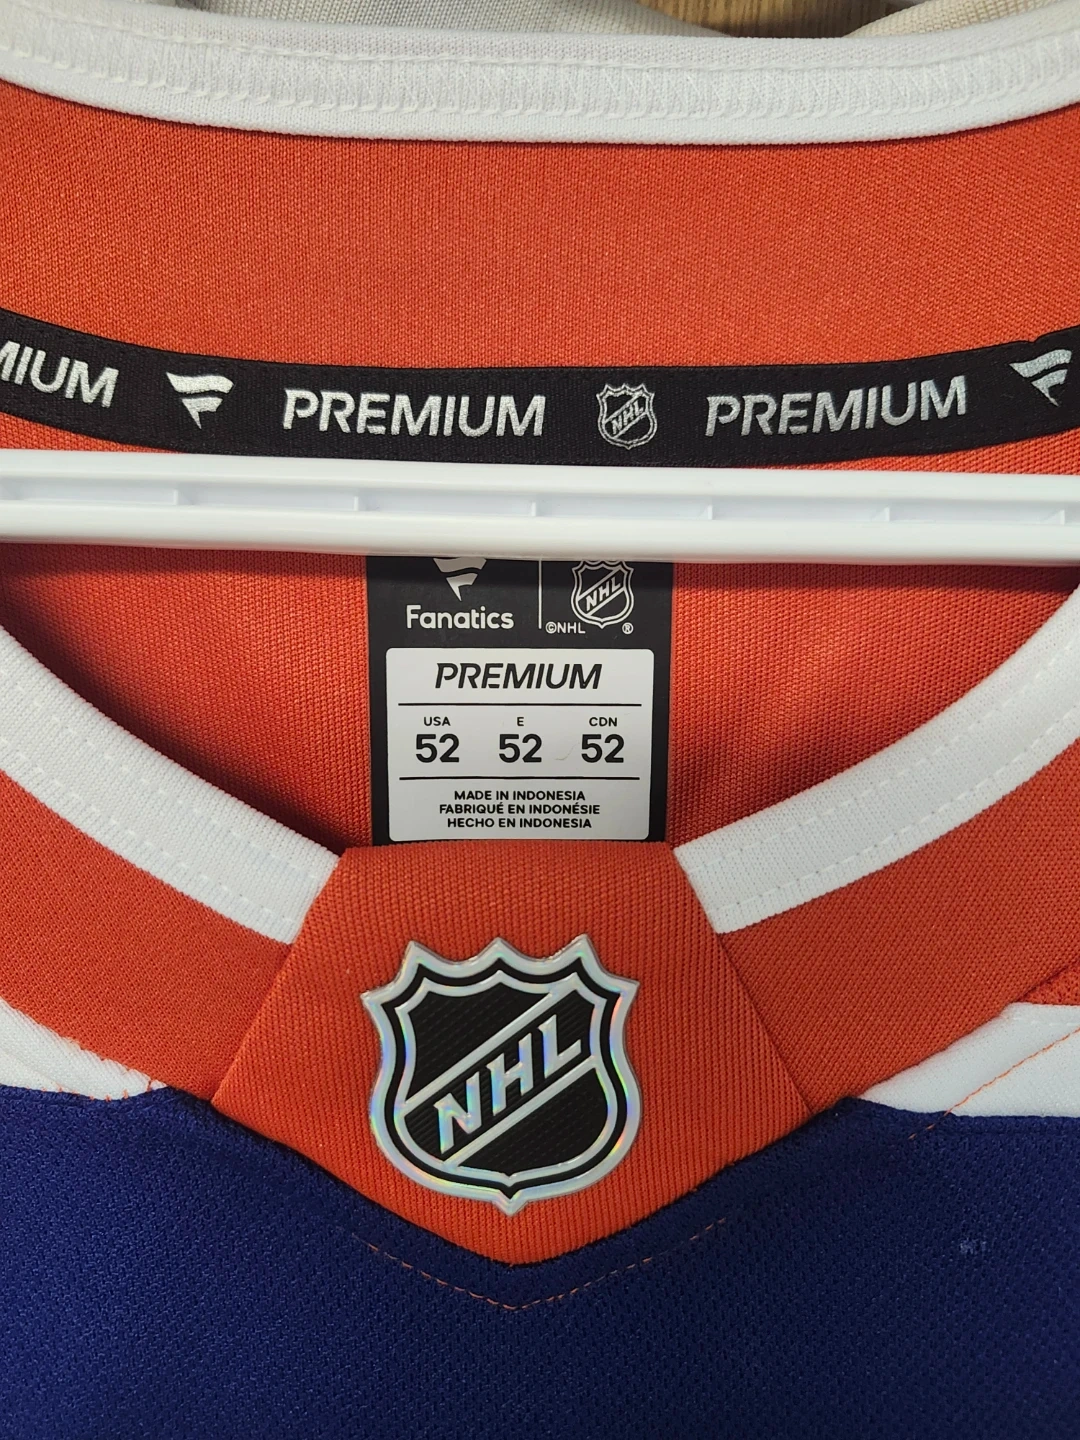 MIUM PREMIUM NHL PREMIUM
Fanatics NHL
©NHL ®
PREMIUM
USA E CDN
52 52 52
MADE IN INDONESIA
FABRIQUÉ EN INDONÉSIE
HECHO EN INDONESIA
NHL